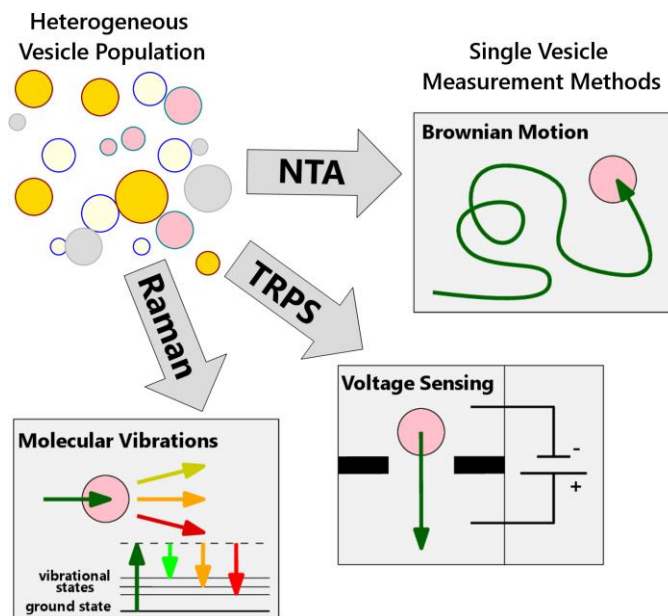 Heterogeneous
Vesicle Population
Single Vesicle
Measurement Methods
Brownian Motion
NTA
TRPS
Raman
Voltage Sensing
-
+
Molecular Vibrations
vibrational
states
ground state